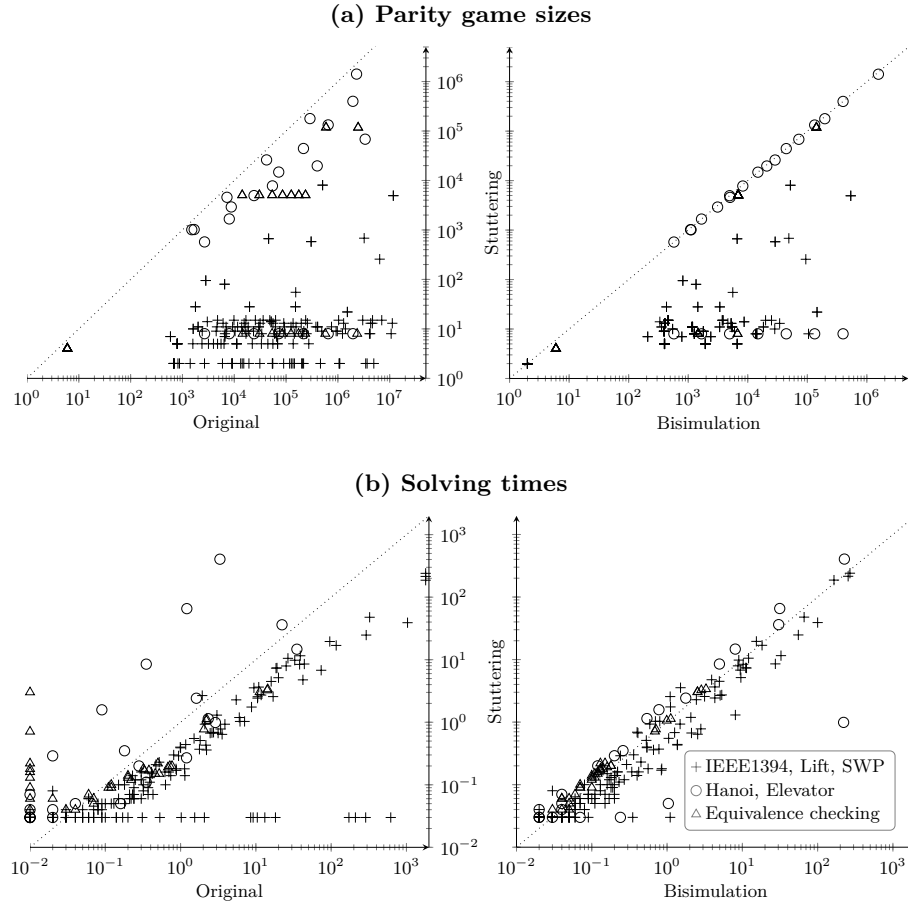 (a) Parity game sizes
10^6
10^5
10^4
10^3
10^2
10^1
10^0
Stuttering
10^0 10^1 10^2 10^3 10^4 10^5 10^6 10^7
Original
10^0 10^1 10^2 10^3 10^4 10^5 10^6
Bisimulation
(b) Solving times
10^3
10^2
10^1
10^0
10^−1
10^−2
Stuttering
IEEE1394, Lift, SWP
Hanoi, Elevator
Equivalence checking
10^−2 10^−1 10^0 10^1 10^2 10^3
Original
10^−2 10^−1 10^0 10^1 10^2 10^3
Bisimulation